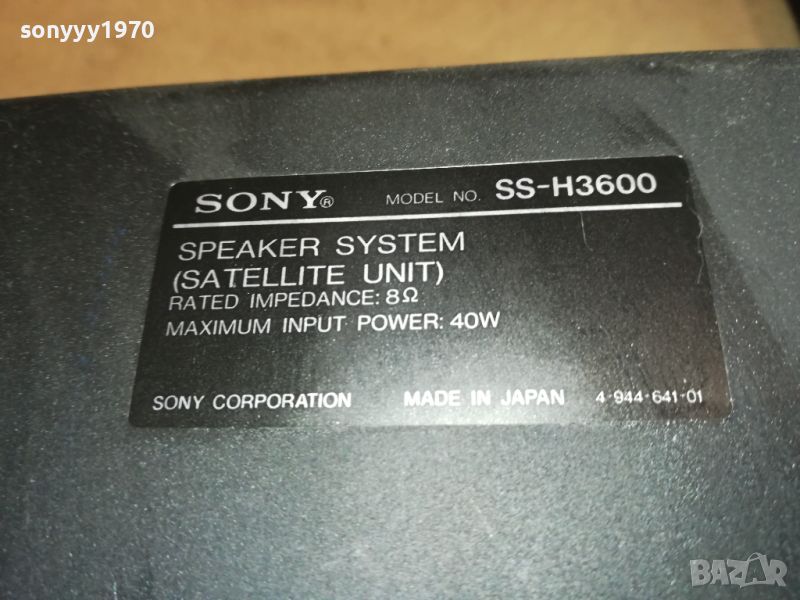 sonyyy1970
SONY® MODEL NO. SS-H3600
SPEAKER SYSTEM
(SATELLITE UNIT)
RATED IMPEDANCE: 8Ω
MAXIMUM INPUT POWER: 40W
SONY CORPORATION MADE IN JAPAN 4-944-641-01
BAZAR